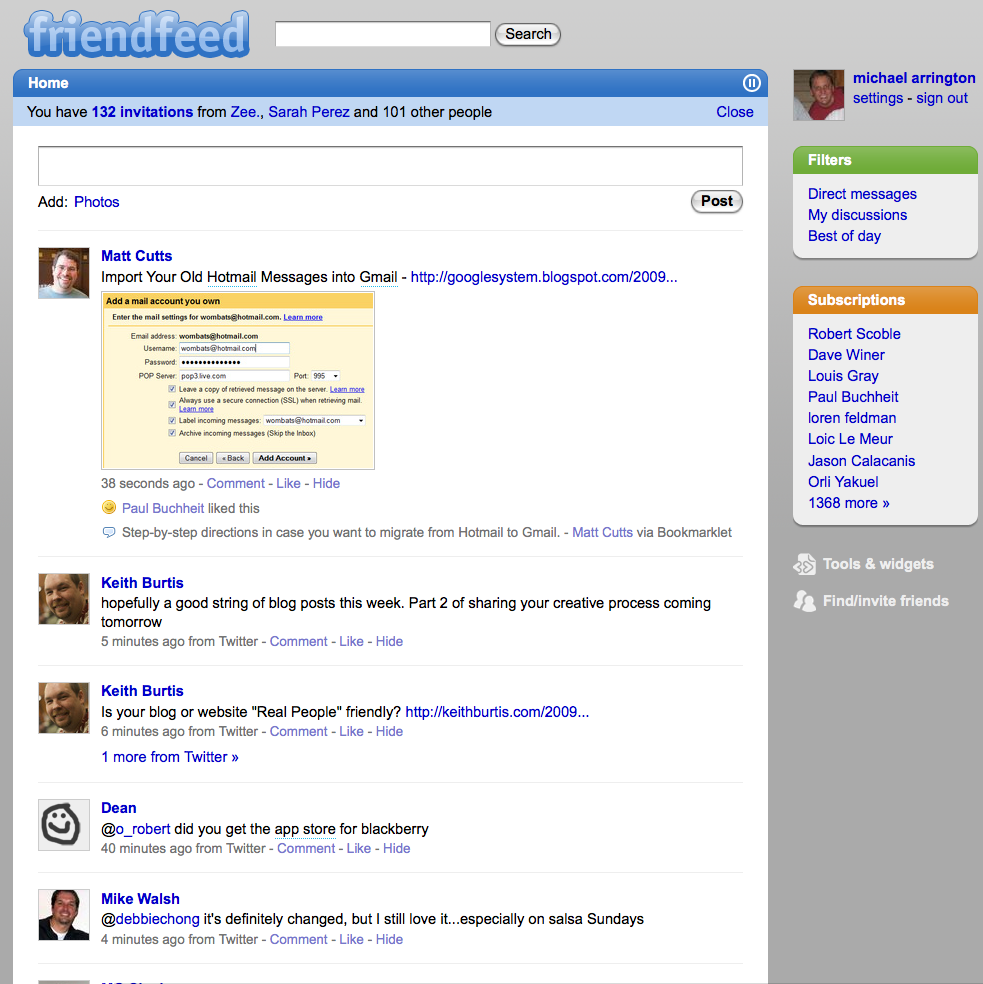 friendfeed
Search
Home
You have 132 invitations from Zee., Sarah Perez and 101 other people
Close
Add: Photos
Post
Matt Cutts
Import Your Old Hotmail Messages into Gmail - http://googlesystem.blogspot.com/2009...
Add a mail account you own
Enter the mail settings for wombats@hotmail.com. Learn more
Email address: wombats@hotmail.com
Username: wombats@hotmail.com
Password: ••••••••••••••
POP Server: pop3.live.com Port: 995
Leave a copy of retrieved message on the server. Learn more
Always use a secure connection (SSL) when retrieving mail.
Learn more
Label incoming messages: wombats@hotmail.com
Archive incoming messages (Skip the Inbox)
Cancel « Back Add Account »
38 seconds ago - Comment - Like - Hide
Paul Buchheit liked this
Step-by-step directions in case you want to migrate from Hotmail to Gmail. - Matt Cutts via Bookmarklet
Keith Burtis
hopefully a good string of blog posts this week. Part 2 of sharing your creative process coming
tomorrow
5 minutes ago from Twitter - Comment - Like - Hide
Keith Burtis
Is your blog or website "Real People" friendly? http://keithburtis.com/2009...
6 minutes ago from Twitter - Comment - Like - Hide
1 more from Twitter »
Dean
@o_robert did you get the app store for blackberry
40 minutes ago from Twitter - Comment - Like - Hide
Mike Walsh
@debbiechong it's definitely changed, but I still love it...especially on salsa Sundays
4 minutes ago from Twitter - Comment - Like - Hide
michael arrington
settings - sign out
Filters
Direct messages
My discussions
Best of day
Subscriptions
Robert Scoble
Dave Winer
Louis Gray
Paul Buchheit
loren feldman
Loic Le Meur
Jason Calacanis
Orli Yakuel
1368 more »
Tools & widgets
Find/invite friends